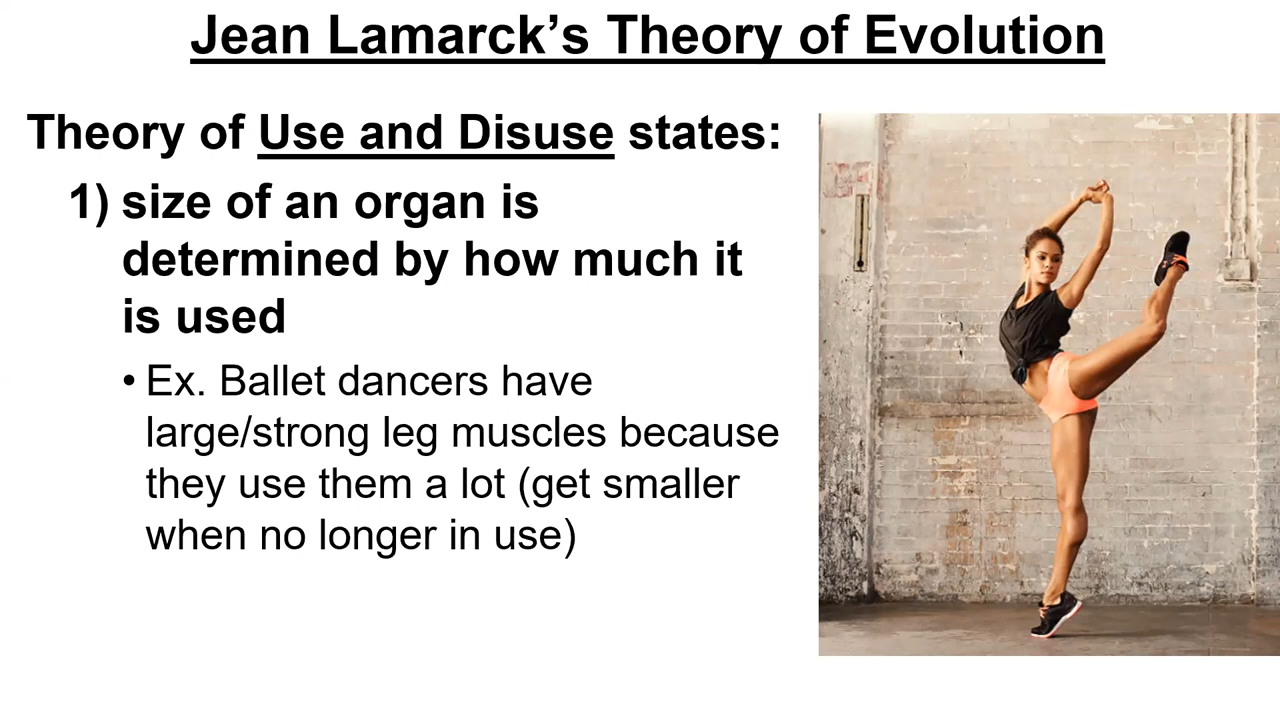 Jean Lamarck’s Theory of Evolution
Theory of Use and Disuse states:
1) size of an organ is
determined by how much it
is used
• Ex. Ballet dancers have
large/strong leg muscles because
they use them a lot (get smaller
when no longer in use)